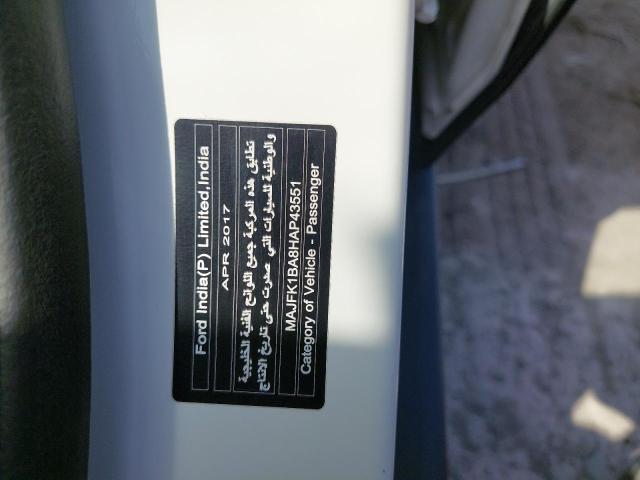 Ford India(P) Limited,India
APR 2017
تطابق هذه المركبة جميع اللوائح الفنية الخليجية
والوطنية للسيارات التي صدرت حتى تاريخ الانتاج
MAJFK1BA8HAP43551
Category of Vehicle - Passenger